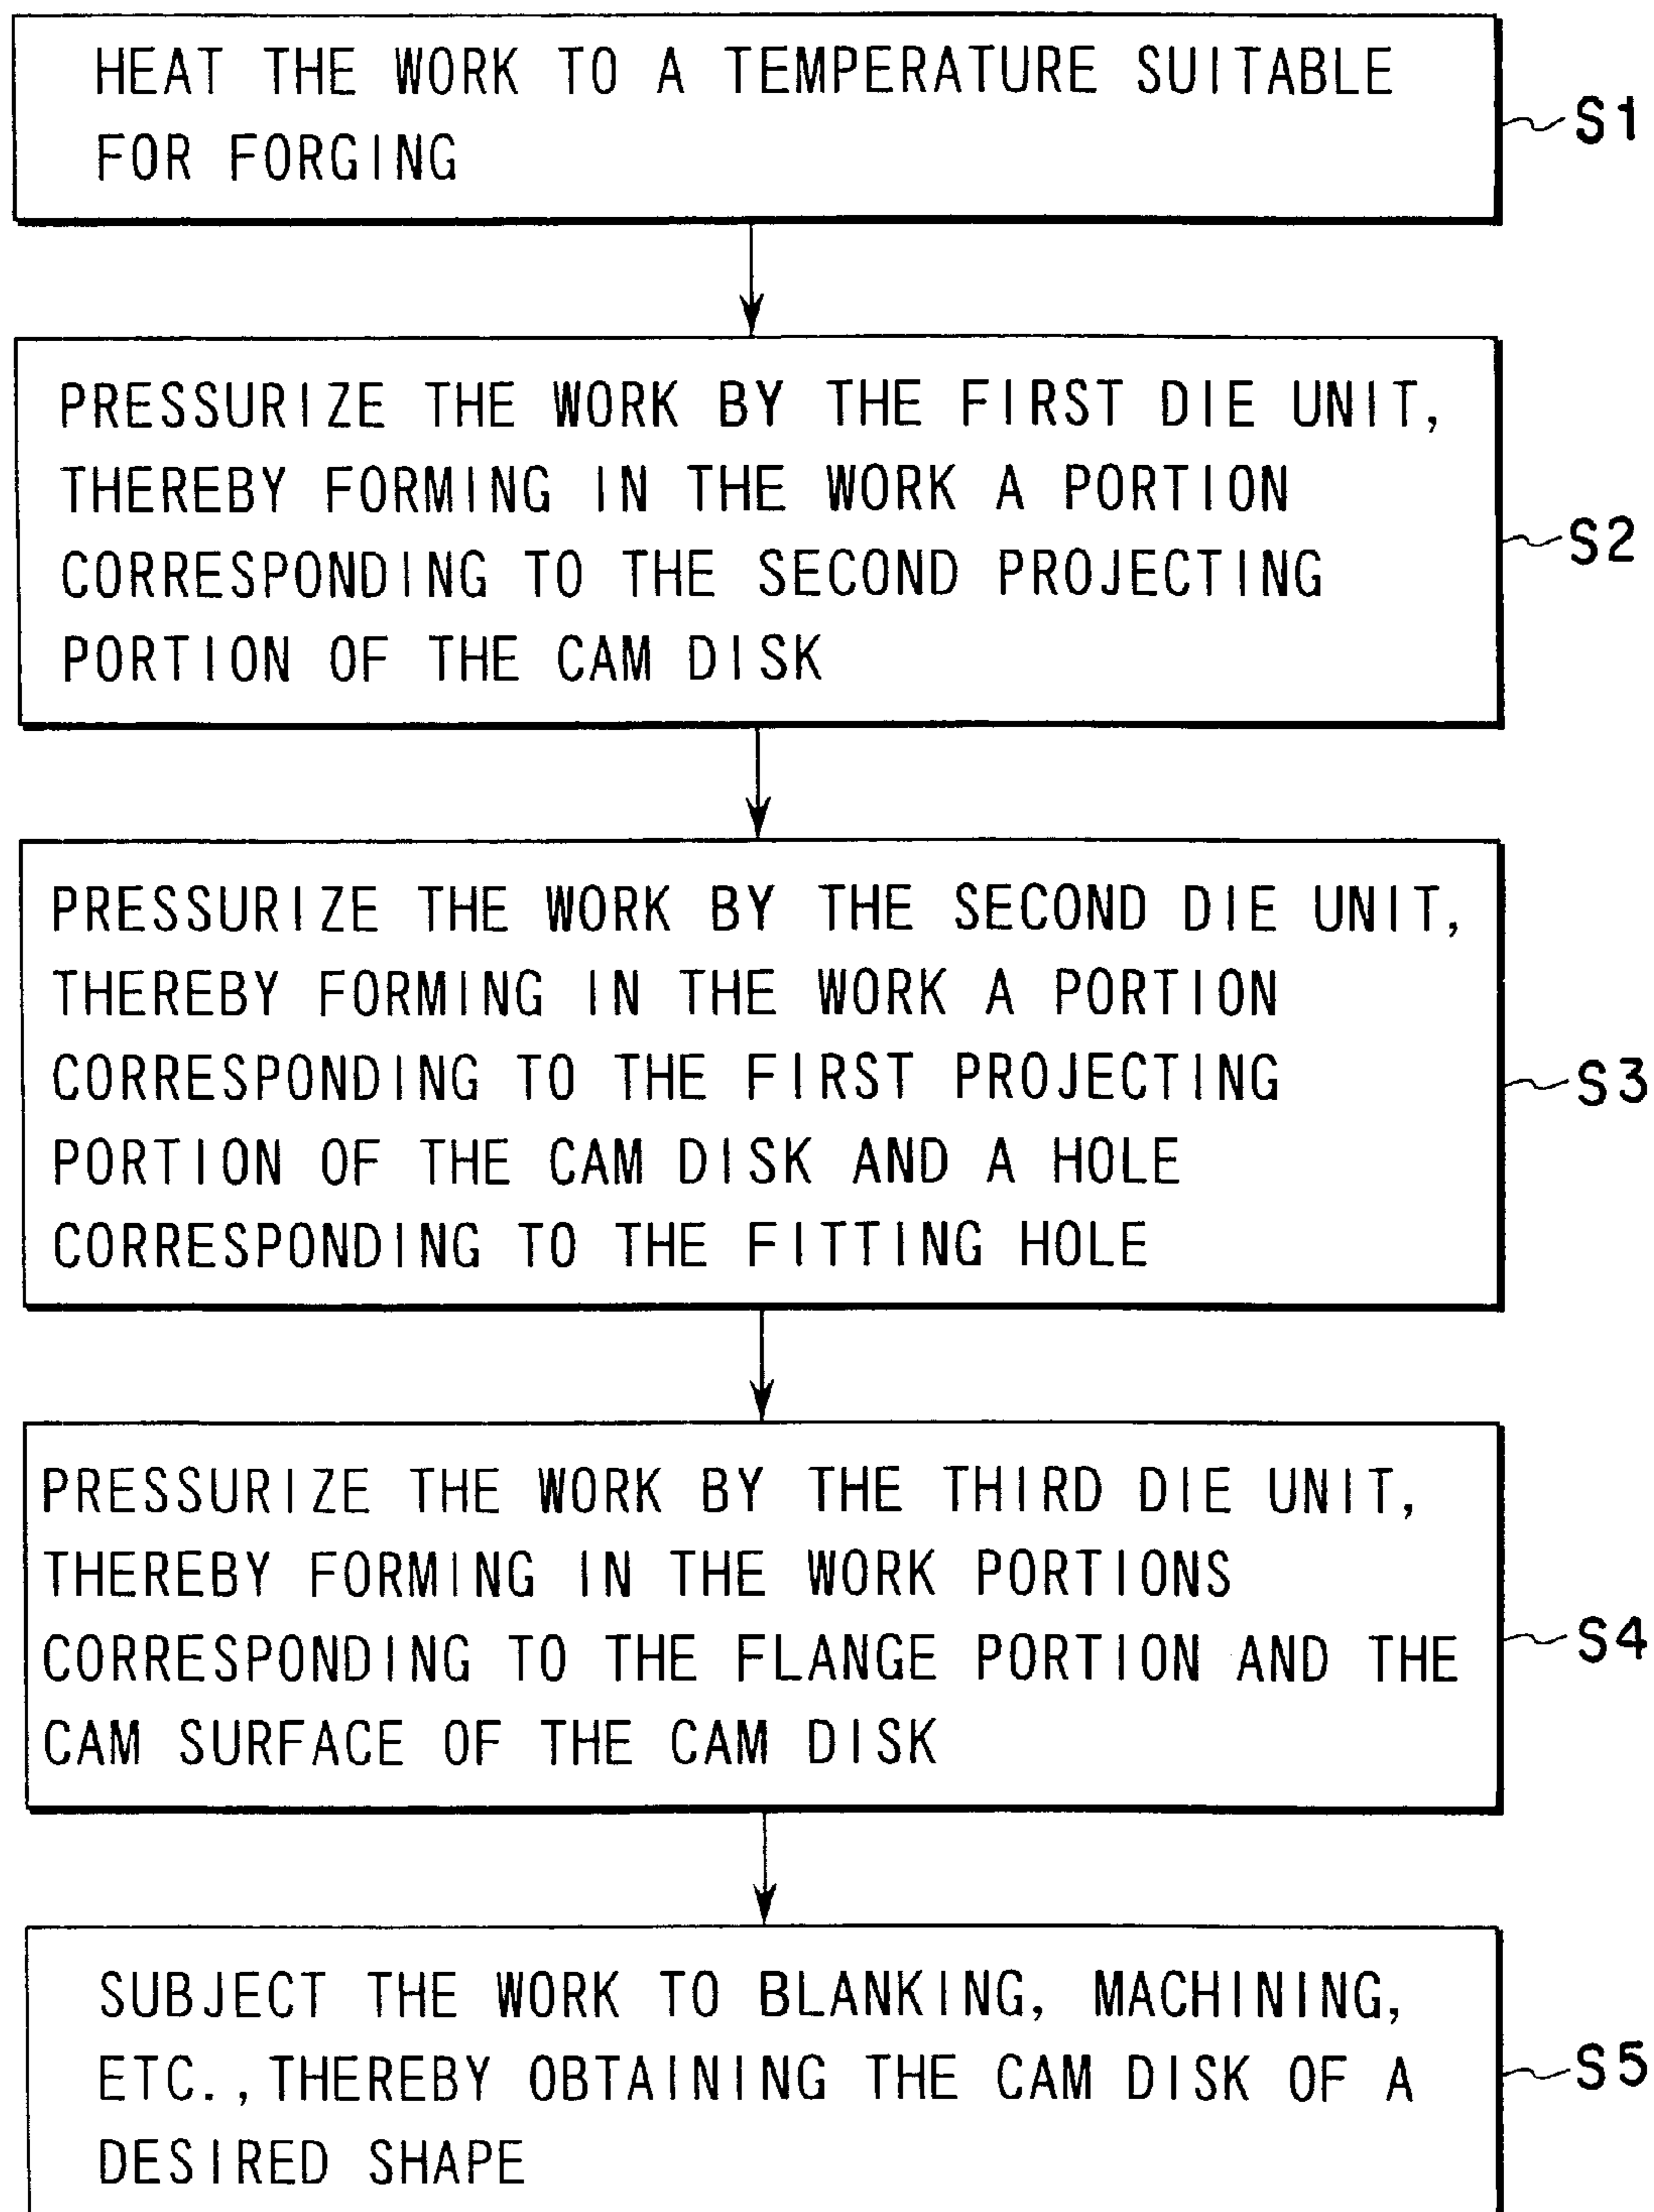 HEAT THE WORK TO A TEMPERATURE SUITABLE
FOR FORGING
S1
PRESSURIZE THE WORK BY THE FIRST DIE UNIT,
THEREBY FORMING IN THE WORK A PORTION
CORRESPONDING TO THE SECOND PROJECTING
PORTION OF THE CAM DISK
S2
PRESSURIZE THE WORK BY THE SECOND DIE UNIT,
THEREBY FORMING IN THE WORK A PORTION
CORRESPONDING TO THE FIRST PROJECTING
PORTION OF THE CAM DISK AND A HOLE
CORRESPONDING TO THE FITTING HOLE
S3
PRESSURIZE THE WORK BY THE THIRD DIE UNIT,
THEREBY FORMING IN THE WORK PORTIONS
CORRESPONDING TO THE FLANGE PORTION AND THE
CAM SURFACE OF THE CAM DISK
S4
SUBJECT THE WORK TO BLANKING, MACHINING,
ETC., THEREBY OBTAINING THE CAM DISK OF A
DESIRED SHAPE
S5